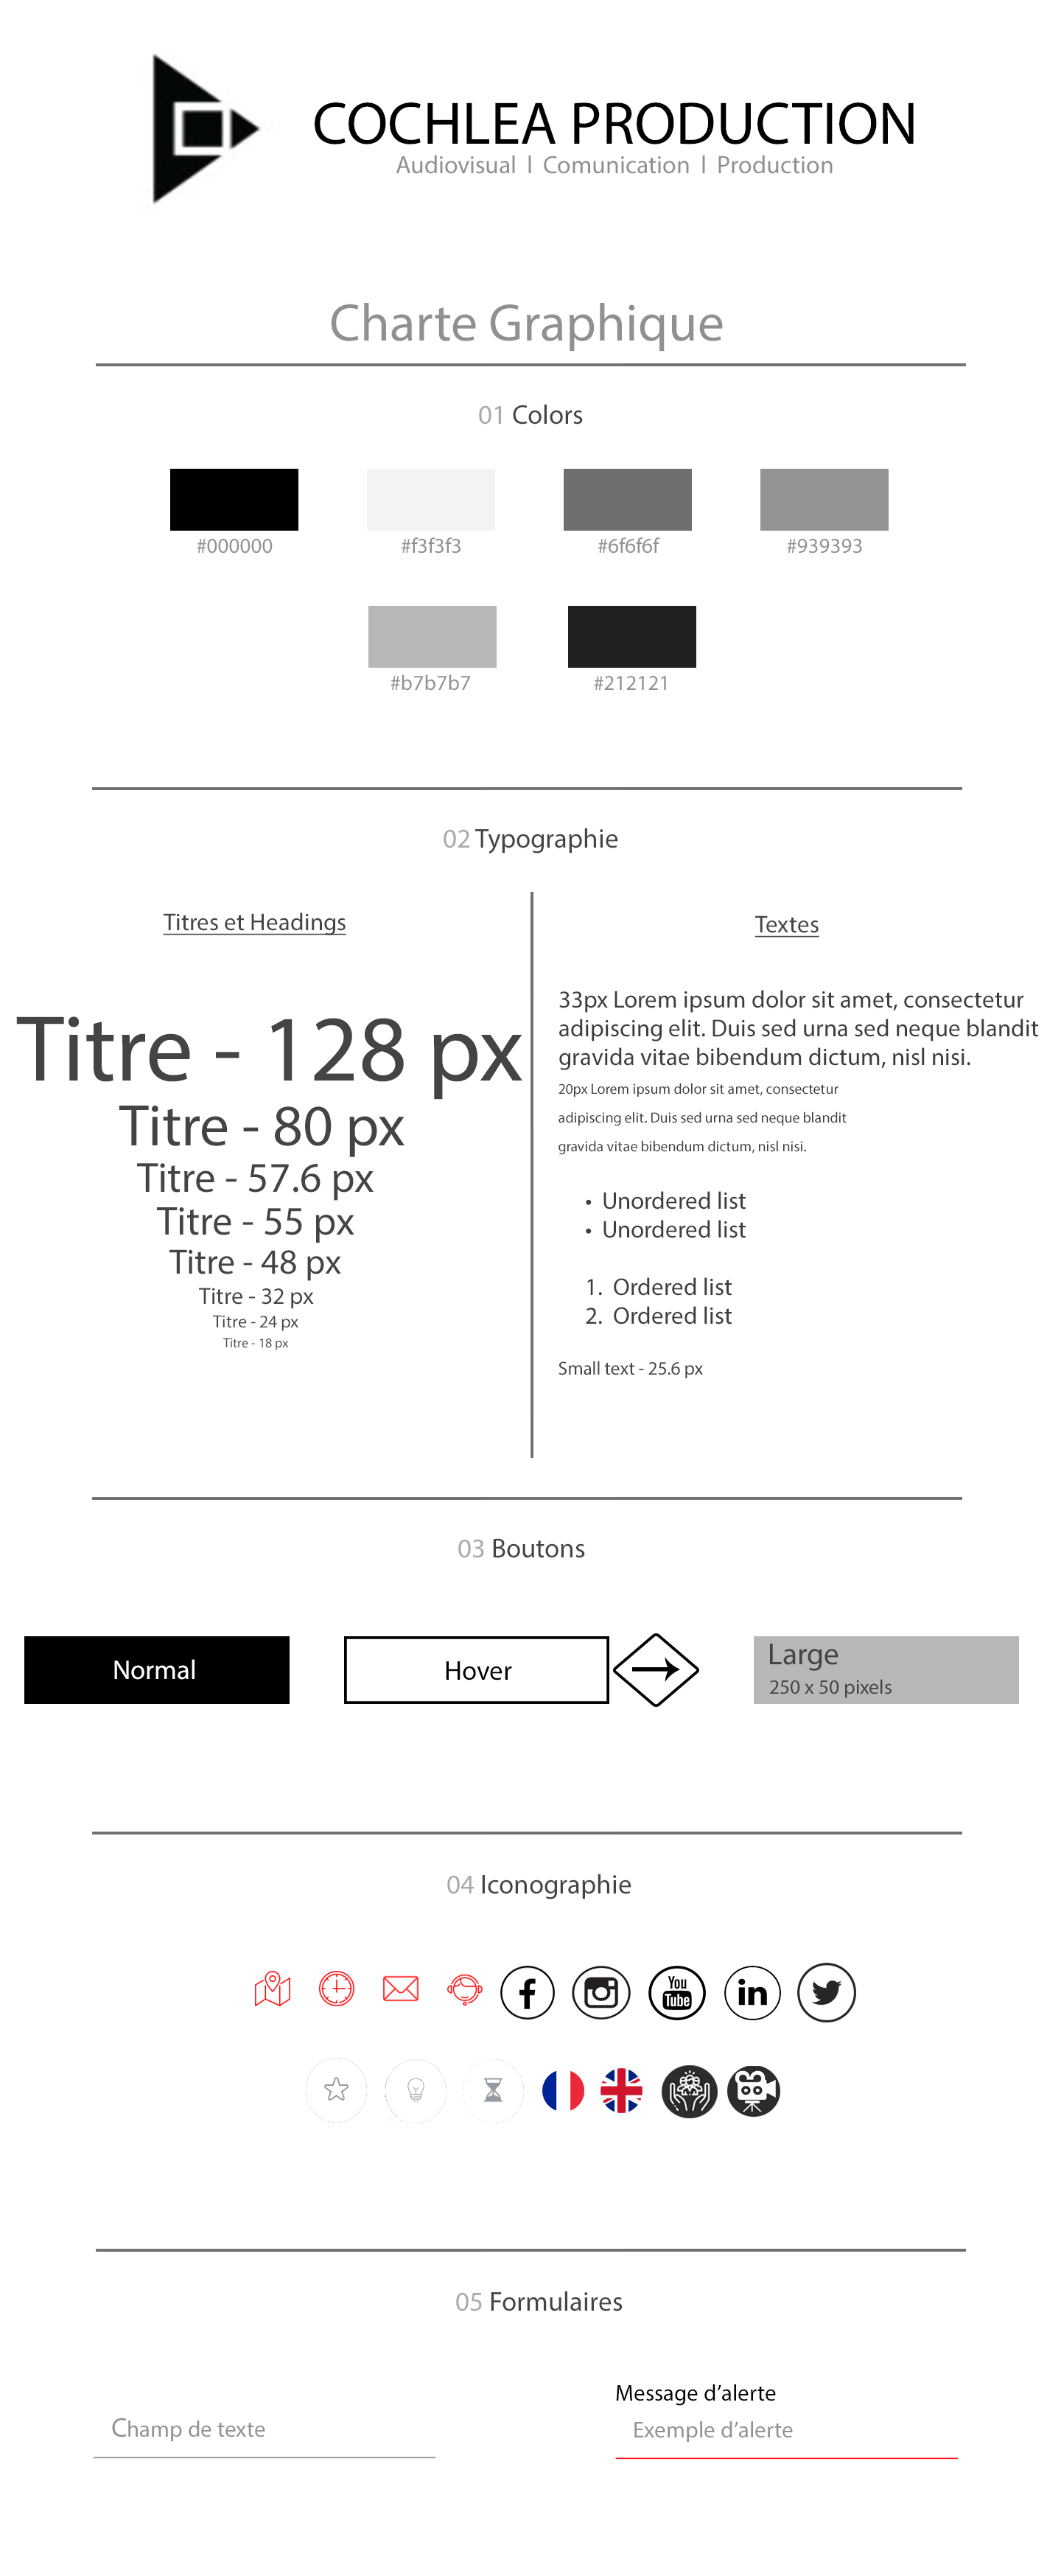 COCHLEA PRODUCTION
Audiovisual | Comunication | Production
Charte Graphique
01 Colors
#000000
#f3f3f3
#6f6f6f
#939393
#b7b7b7
#212121
02 Typographie
Titres et Headings
Titre - 128 px
Titre - 80 px
Titre - 57.6 px
Titre - 55 px
Titre - 48 px
Titre - 32 px
Titre - 24 px
Titre - 18 px
Textes
33px Lorem ipsum dolor sit amet, consectetur
adipiscing elit. Duis sed urna sed neque blandit
gravida vitae bibendum dictum, nisl nisi.
20px Lorem ipsum dolor sit amet, consectetur
adipiscing elit. Duis sed urna sed neque blandit
gravida vitae bibendum dictum, nisl nisi.
• Unordered list
• Unordered list
1. Ordered list
2. Ordered list
Small text - 25.6 px
03 Boutons
Normal
Hover
Large
250 x 50 pixels
04 Iconographie
f
You
Tube
in
05 Formulaires
Champ de texte
Message d’alerte
Exemple d’alerte